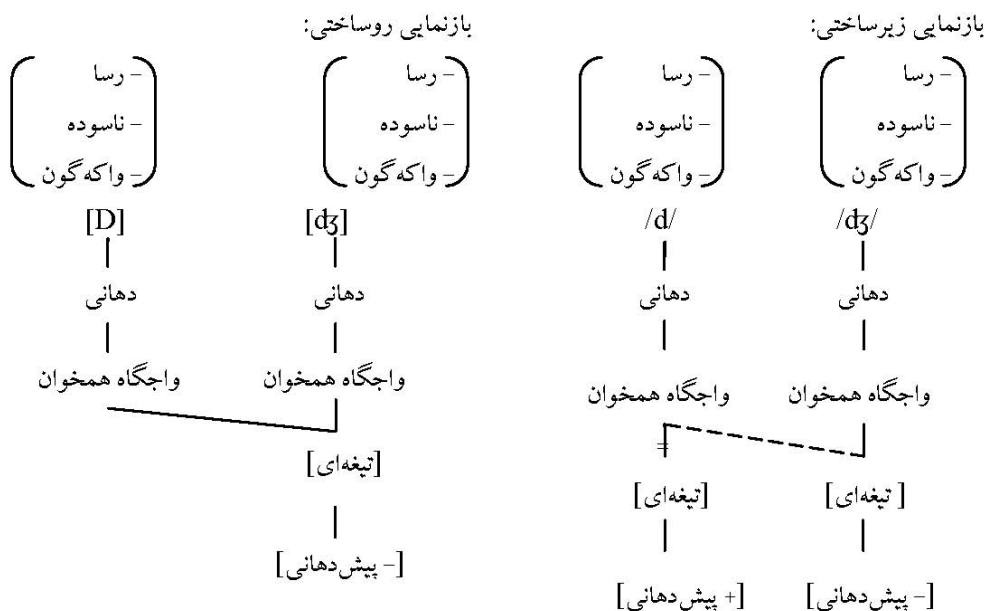 بازنمایی زیرساختی: بازنمایی روساختی:
– رسا – رسا – رسا – رسا
– ناسوده – ناسوده – ناسوده – ناسوده
– واکه‌گون – واکه‌گون – واکه‌گون – واکه‌گون
/dʒ/ /d/ [dʒ] [D]
دهانی دهانی دهانی دهانی
واجگاه همخوان واجگاه همخوان واجگاه همخوان واجگاه همخوان
[تیغه‌ای] [تیغه‌ای] [تیغه‌ای]
[– پیش‌دهانی] [+ پیش‌دهانی] [– پیش‌دهانی]